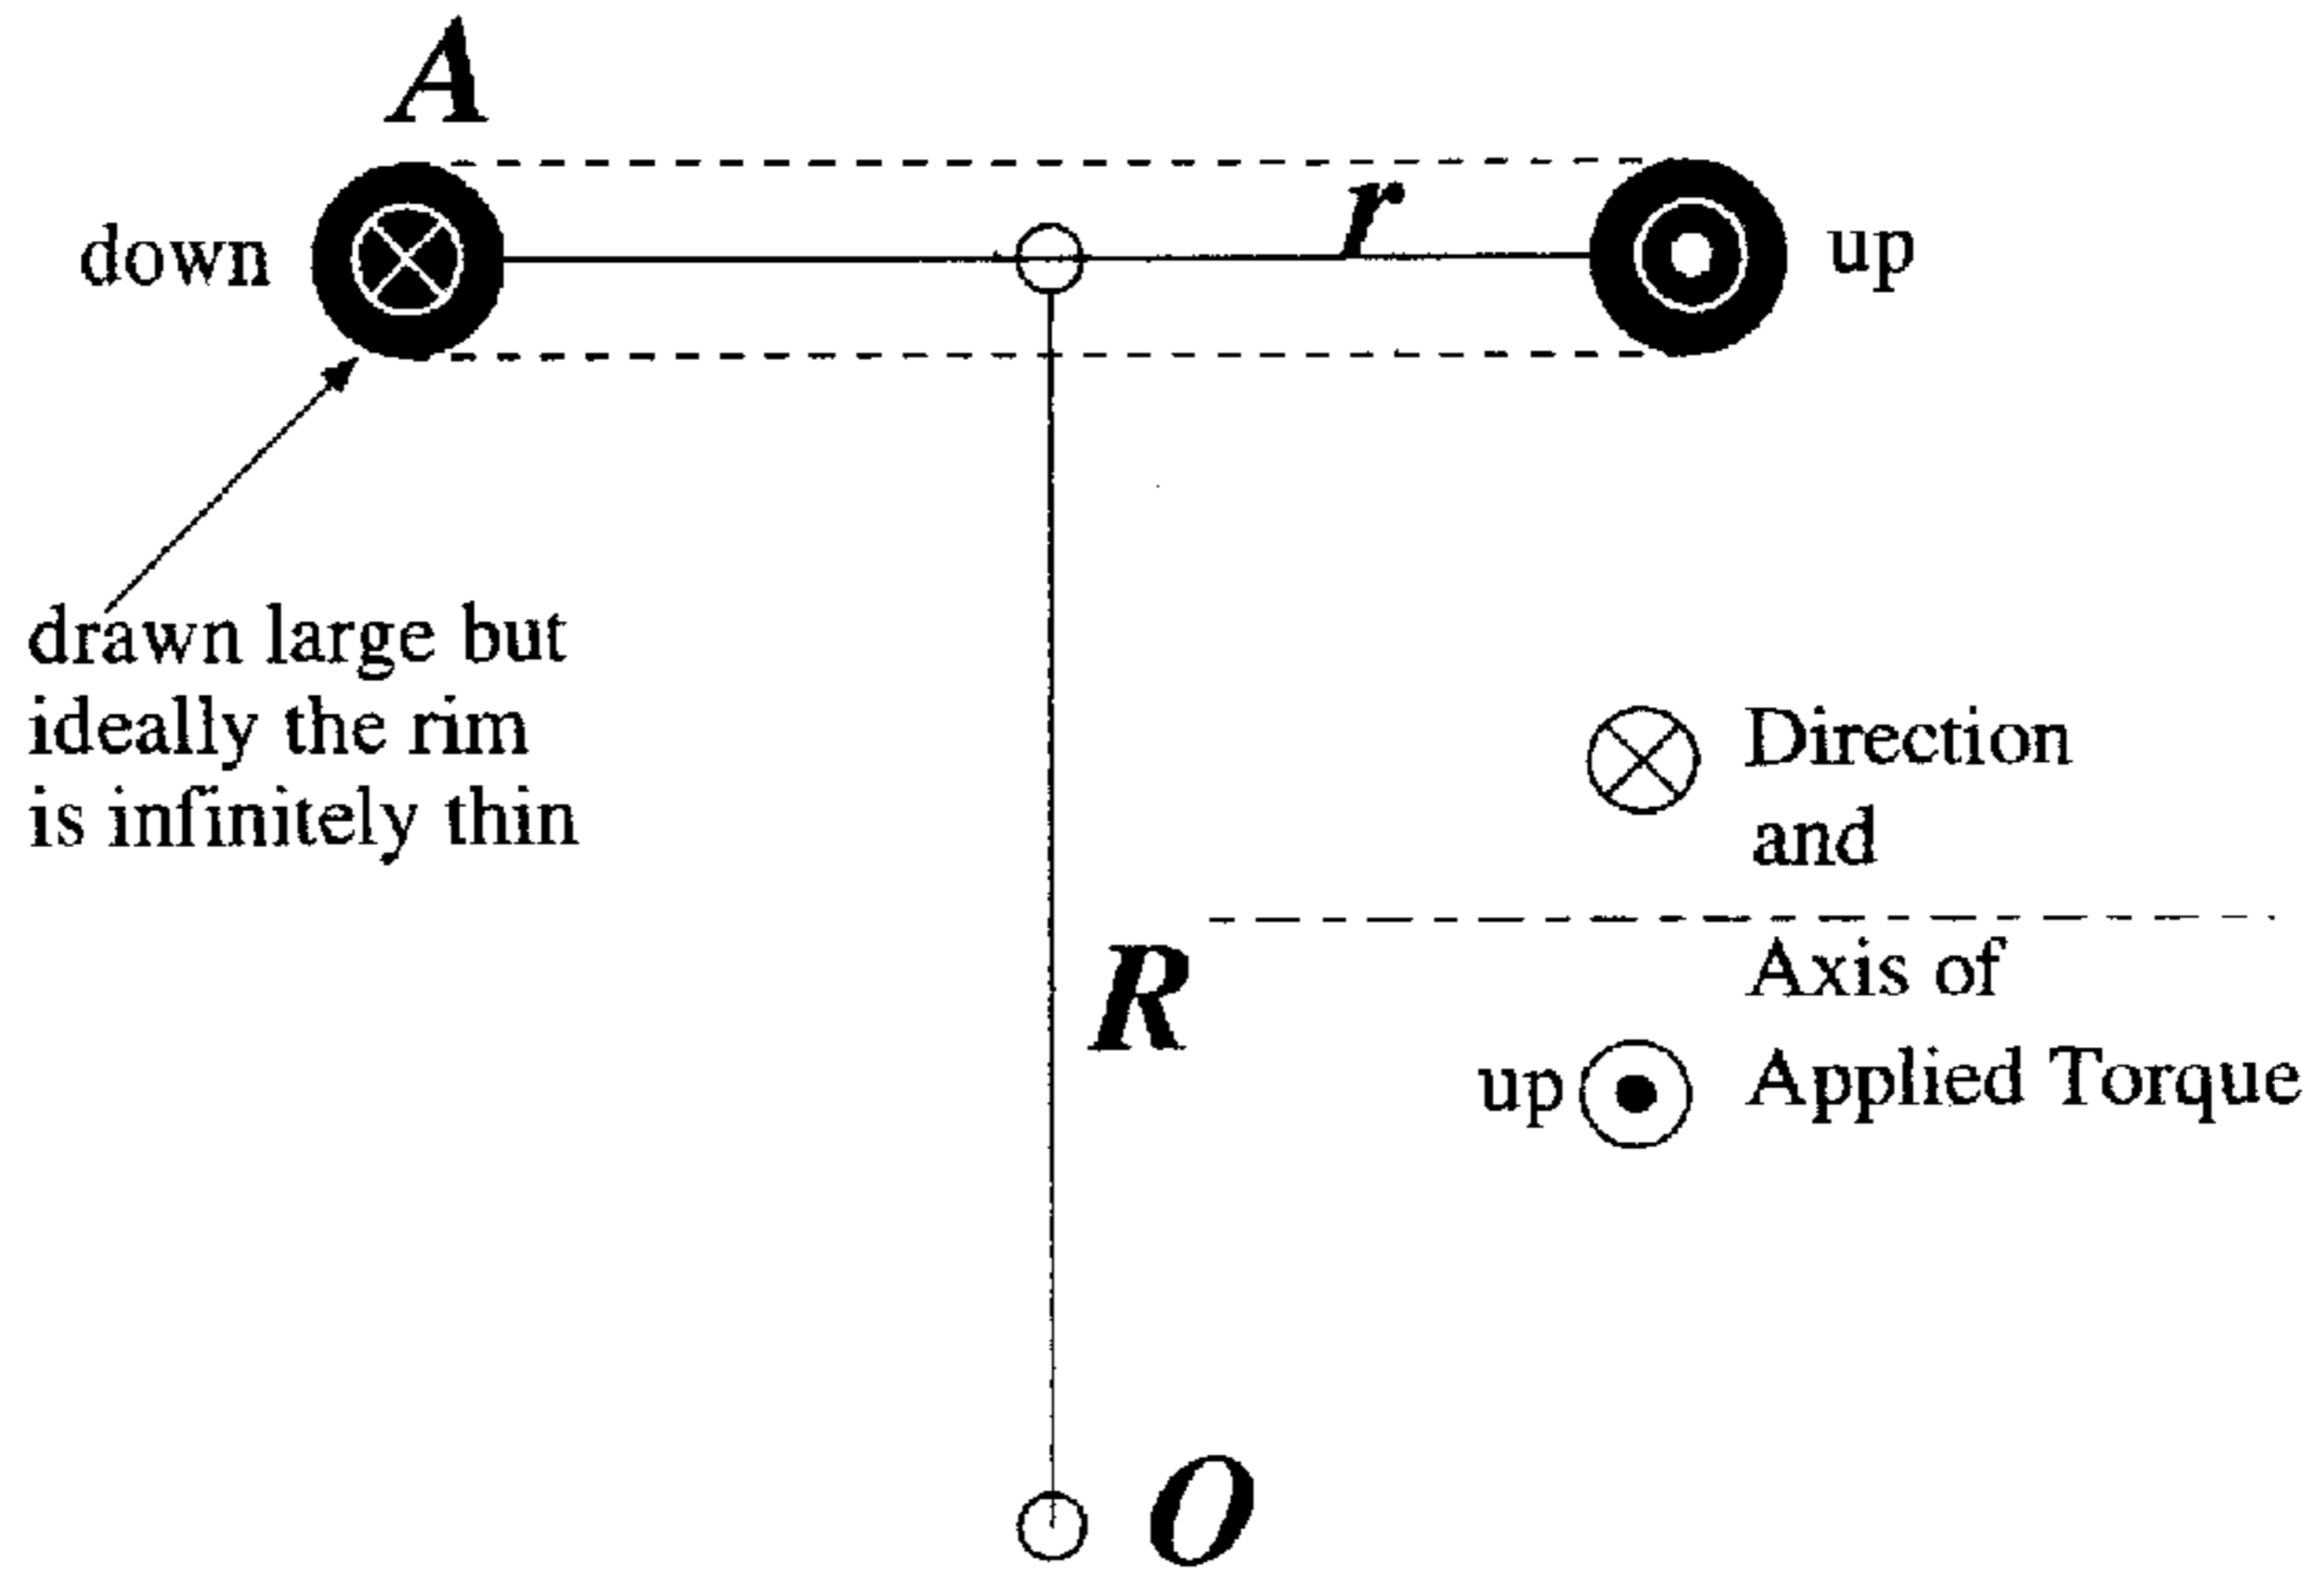 A
r
down
up
drawn large but
ideally the rim
is infinitely thin
Direction
and
R
Axis of
up
Applied Torque
O